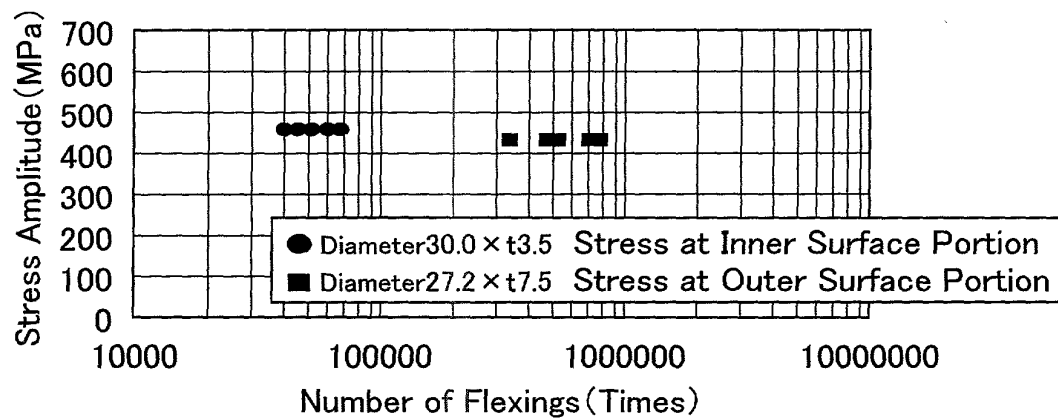 Stress Amplitude(MPa)
700
600
500
400
300
200
100
0
Diameter30.0×t3.5 Stress at Inner Surface Portion
Diameter27.2×t7.5 Stress at Outer Surface Portion
10000 100000 1000000 10000000
Number of Flexings(Times)